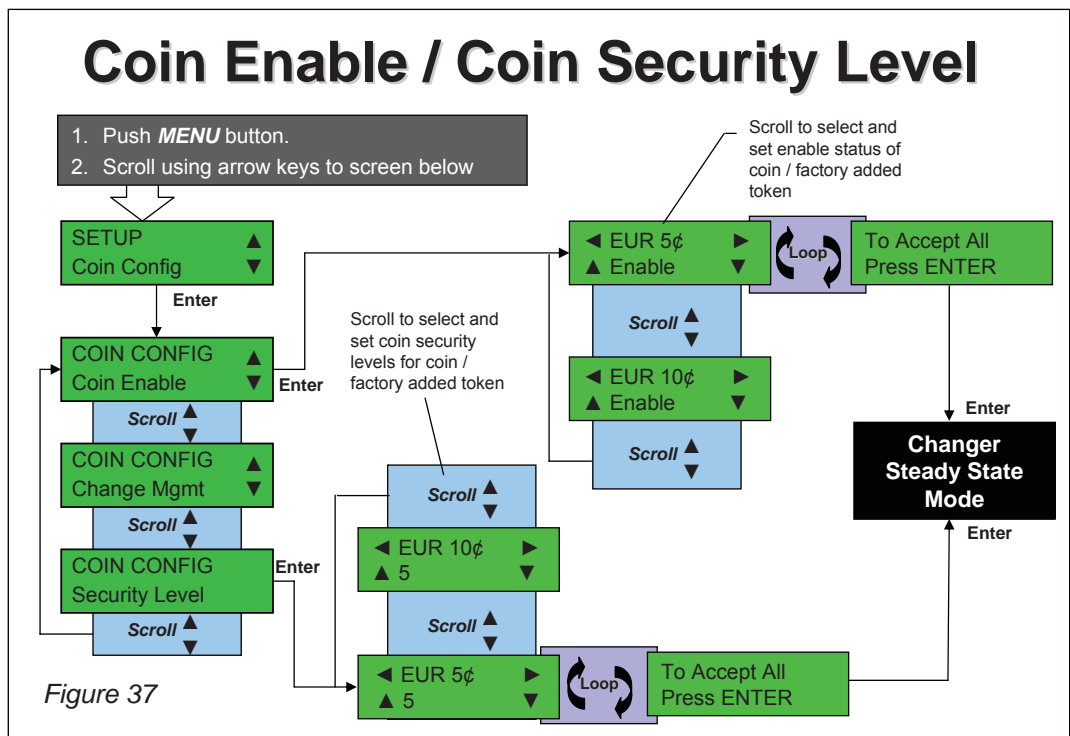 Coin Enable / Coin Security Level
1. Push MENU button.
2. Scroll using arrow keys to screen below
SETUP ▲
Coin Config ▼
Enter
COIN CONFIG ▲
Coin Enable ▼
Enter
Scroll ▲
▼
COIN CONFIG ▲
Change Mgmt ▼
Scroll ▲
▼
COIN CONFIG
Security Level
Enter
Scroll ▲
▼
Scroll to select and
set enable status of
coin / factory added
token
◄ EUR 5¢ ►
▲ Enable ▼
Loop
To Accept All
Press ENTER
Scroll ▲
▼
◄ EUR 10¢ ►
▲ Enable ▼
Scroll ▲
▼
Enter
Changer
Steady State
Mode
Enter
Scroll to select and
set coin security
levels for coin /
factory added token
Scroll ▲
▼
◄ EUR 10¢ ►
▲ 5 ▼
Scroll ▲
▼
◄ EUR 5¢ ►
▲ 5 ▼
Loop
To Accept All
Press ENTER
Figure 37